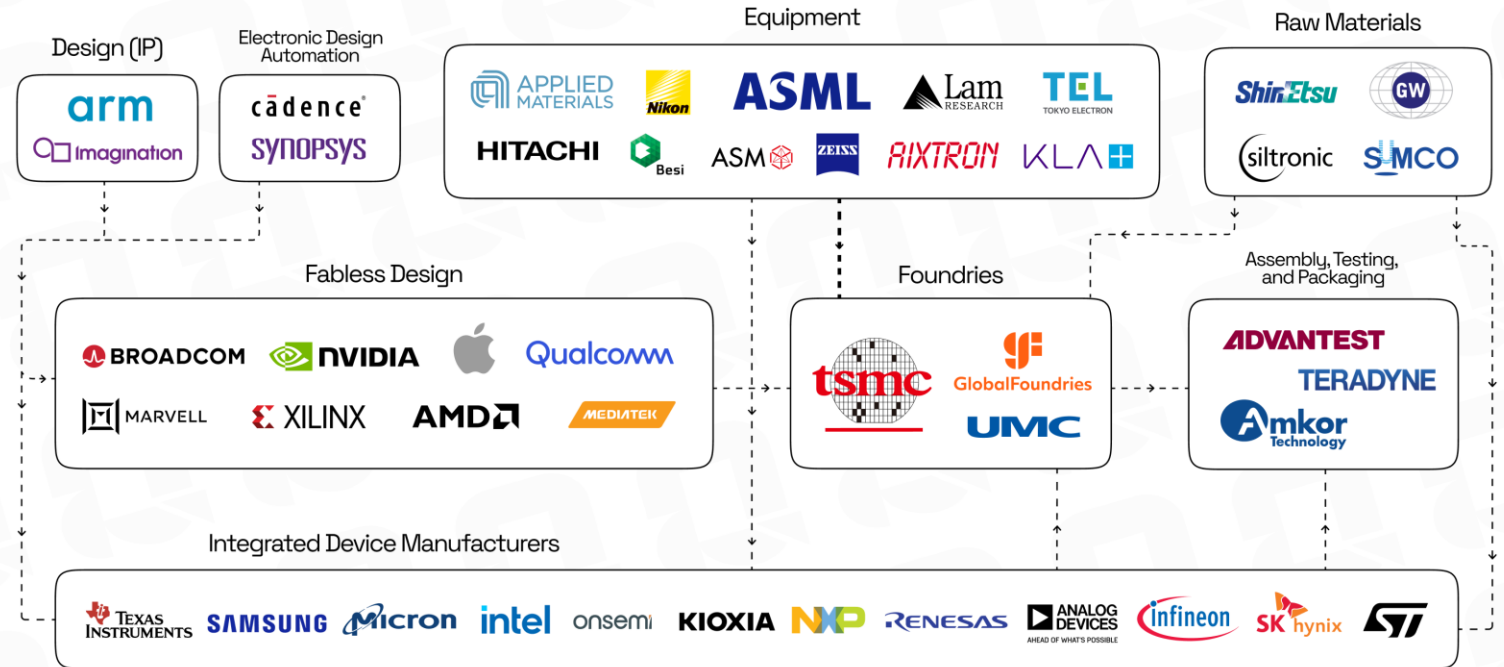 Design (IP)
Electronic Design
Automation
Equipment
Raw Materials
arm
Imagination
cādence®
SYNOPSYS
APPLIED
MATERIALS
Nikon
ASML
Lam
RESEARCH
TEL
TOKYO ELECTRON
HITACHI
Besi
ASM
ZEISS
AIXTRON
KLA
ShinEtsu
GW
siltronic
SUMCO
Fabless Design
Foundries
Assembly, Testing,
and Packaging
BROADCOM
NVIDIA
Qualcomm
MARVELL
XILINX
AMD
MEDIATEK
tsmc
GF
GlobalFoundries
UMC
ADVANTEST
TERADYNE
Amkor
Technology
Integrated Device Manufacturers
TEXAS
INSTRUMENTS
SAMSUNG
Micron
intel
onsemi
KIOXIA
NXP
RENESAS
ANALOG
DEVICES
AHEAD OF WHAT'S POSSIBLE
infineon
SK hynix
ST